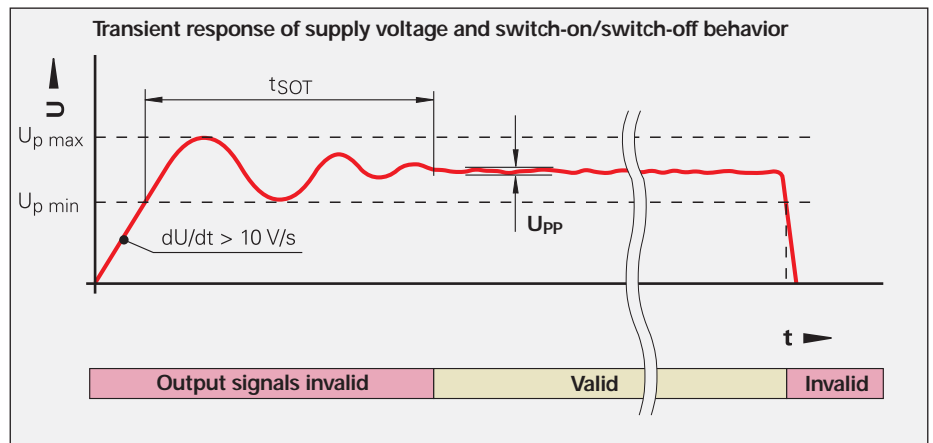 Transient response of supply voltage and switch-on/switch-off behavior
U
tSOT
Up max
Up min
UPP
dU/dt > 10 V/s
t
Output signals invalid Valid Invalid